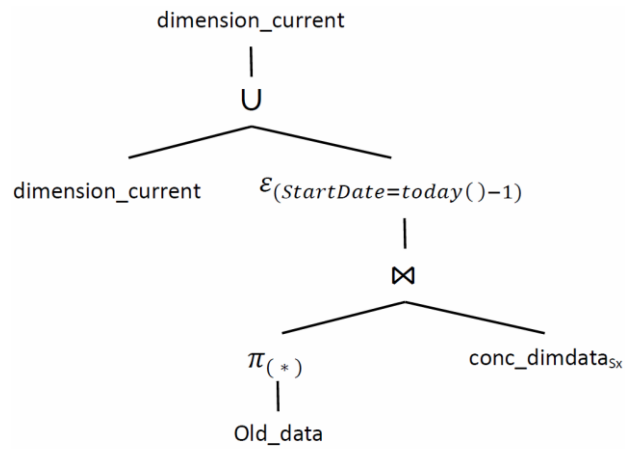 dimension_current
∪
dimension_current ε(StartDate=today()−1)
⋈
π(*) conc_dimdataSx
Old_data